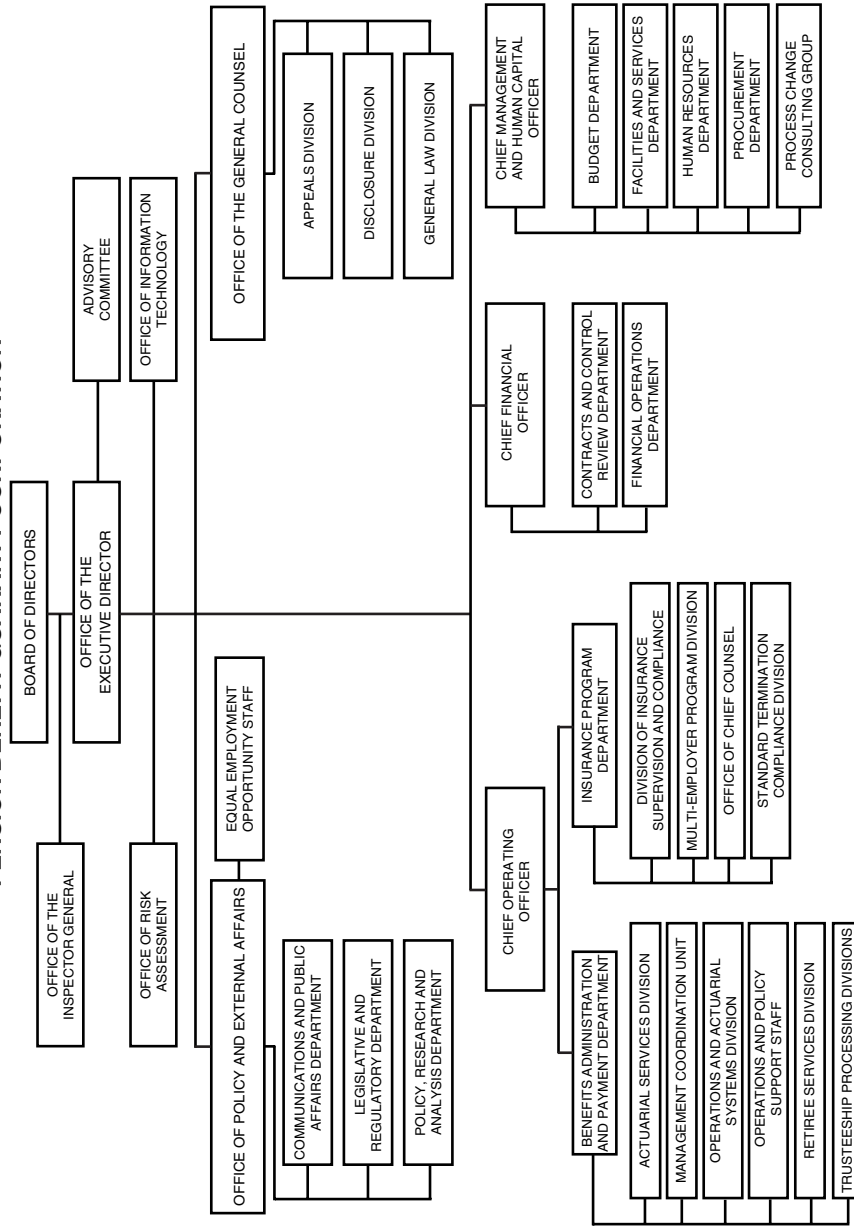 BOARD OF DIRECTORS
OFFICE OF THE
INSPECTOR GENERAL
OFFICE OF THE
EXECUTIVE DIRECTOR
ADVISORY
COMMITTEE
OFFICE OF RISK
ASSESSMENT
OFFICE OF INFORMATION
TECHNOLOGY
OFFICE OF POLICY AND EXTERNAL AFFAIRS
EQUAL EMPLOYMENT
OPPORTUNITY STAFF
COMMUNICATIONS AND PUBLIC
AFFAIRS DEPARTMENT
LEGISLATIVE AND
REGULATORY DEPARTMENT
POLICY, RESEARCH AND
ANALYSIS DEPARTMENT
OFFICE OF THE GENERAL COUNSEL
APPEALS DIVISION
DISCLOSURE DIVISION
GENERAL LAW DIVISION
CHIEF OPERATING
OFFICER
BENEFITS ADMINISTRATION
AND PAYMENT DEPARTMENT
ACTUARIAL SERVICES DIVISION
MANAGEMENT COORDINATION UNIT
OPERATIONS AND ACTUARIAL
SYSTEMS DIVISION
OPERATIONS AND POLICY
SUPPORT STAFF
RETIREE SERVICES DIVISION
TRUSTEESHIP PROCESSING DIVISIONS
INSURANCE PROGRAM
DEPARTMENT
DIVISION OF INSURANCE
SUPERVISION AND COMPLIANCE
MULTI-EMPLOYER PROGRAM DIVISION
OFFICE OF CHIEF COUNSEL
STANDARD TERMINATION
COMPLIANCE DIVISION
CHIEF FINANCIAL
OFFICER
CONTRACTS AND CONTROL
REVIEW DEPARTMENT
FINANCIAL OPERATIONS
DEPARTMENT
CHIEF MANAGEMENT
AND HUMAN CAPITAL
OFFICER
BUDGET DEPARTMENT
FACILITIES AND SERVICES
DEPARTMENT
HUMAN RESOURCES
DEPARTMENT
PROCUREMENT
DEPARTMENT
PROCESS CHANGE
CONSULTING GROUP